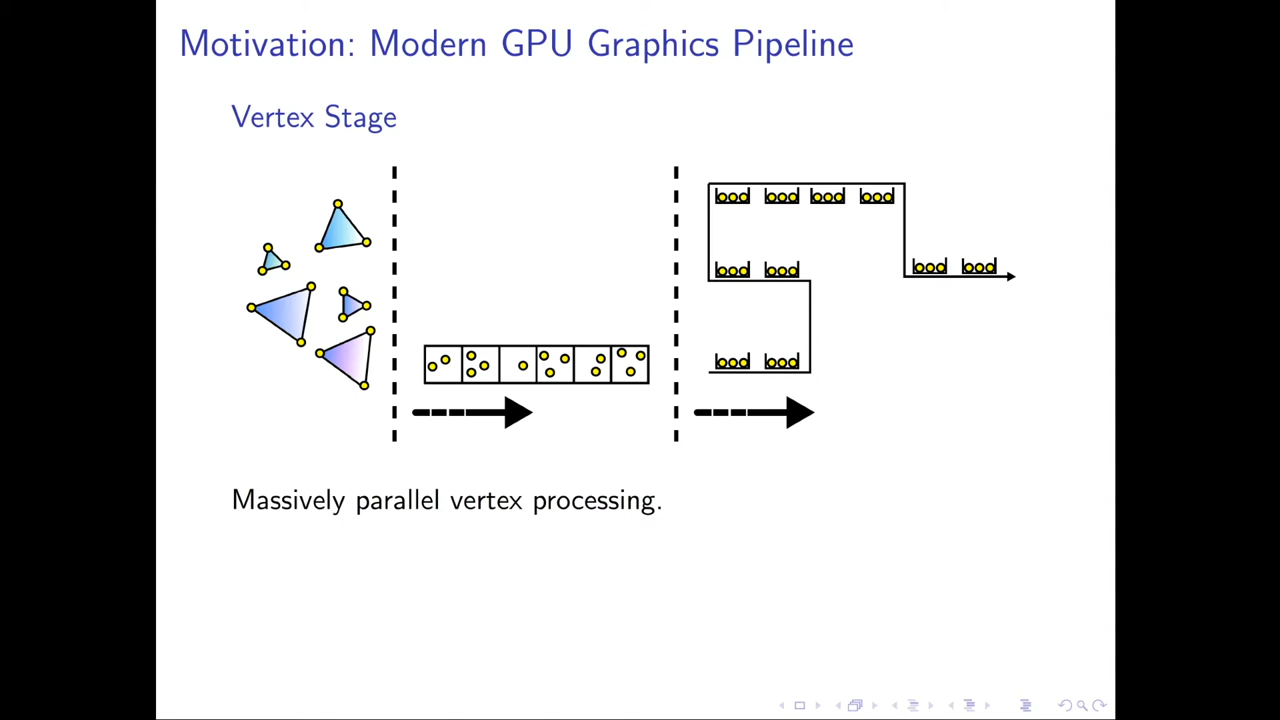 Motivation: Modern GPU Graphics Pipeline
Vertex Stage
Massively parallel vertex processing.